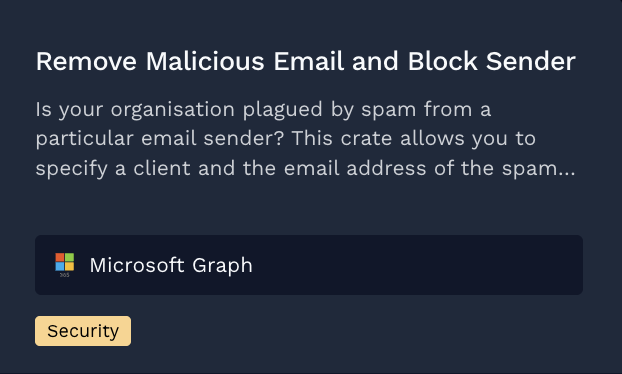 Remove Malicious Email and Block Sender
Is your organisation plagued by spam from a
particular email sender? This crate allows you to
specify a client and the email address of the spam...
365
Microsoft Graph
Security